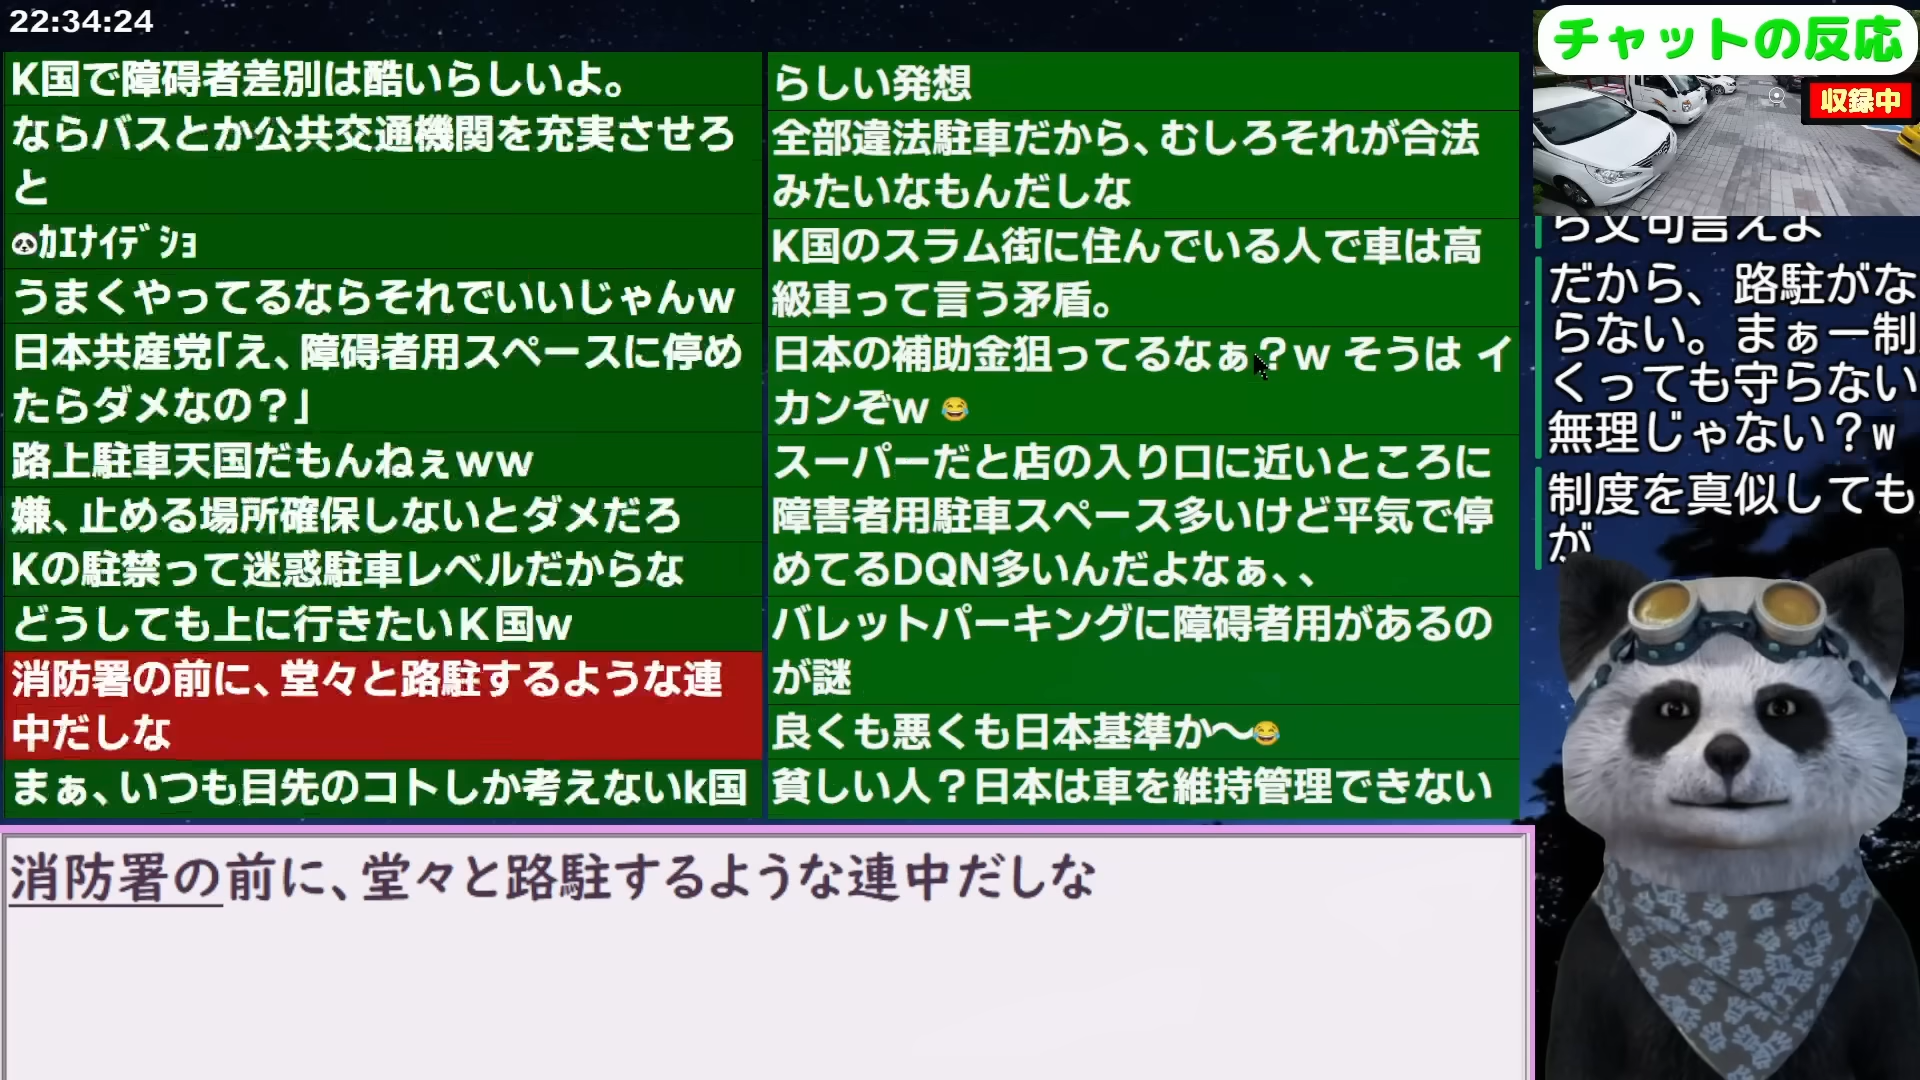 22:34:24
K国で障碍者差別は酷いらしいよ。
ならバスとか公共交通機関を充実させろ
と
🐼ｶｴﾅｲﾃﾞｼｮ
うまくやってるならそれでいいじゃんw
日本共産党｢え、障碍者用スペースに停め
たらダメなの？｣
路上駐車天国だもんねぇww
嫌、止める場所確保しないとダメだろ
Kの駐禁って迷惑駐車レベルだからな
どうしても上に行きたいK国w
消防署の前に、堂々と路駐するような連
中だしな
まぁ、いつも目先のコトしか考えないk国
らしい発想
全部違法駐車だから、むしろそれが合法
みたいなもんだしな
K国のスラム街に住んでいる人で車は高
級車って言う矛盾。
日本の補助金狙ってるなぁ？w そうは イ
カンぞw 😂
スーパーだと店の入り口に近いところに
障害者用駐車スペース多いけど平気で停
めてるDQN多いんだよなぁ、、
バレットパーキングに障碍者用があるの
が謎
良くも悪くも日本基準か～😂
貧しい人？日本は車を維持管理できない
チャットの反応
収録中
ら文句言えよ
だから、路駐がな
らない。まぁー制
くっても守らない
無理じゃない？w
制度を真似しても
が
消防署の前に、堂々と路駐するような連中だしな